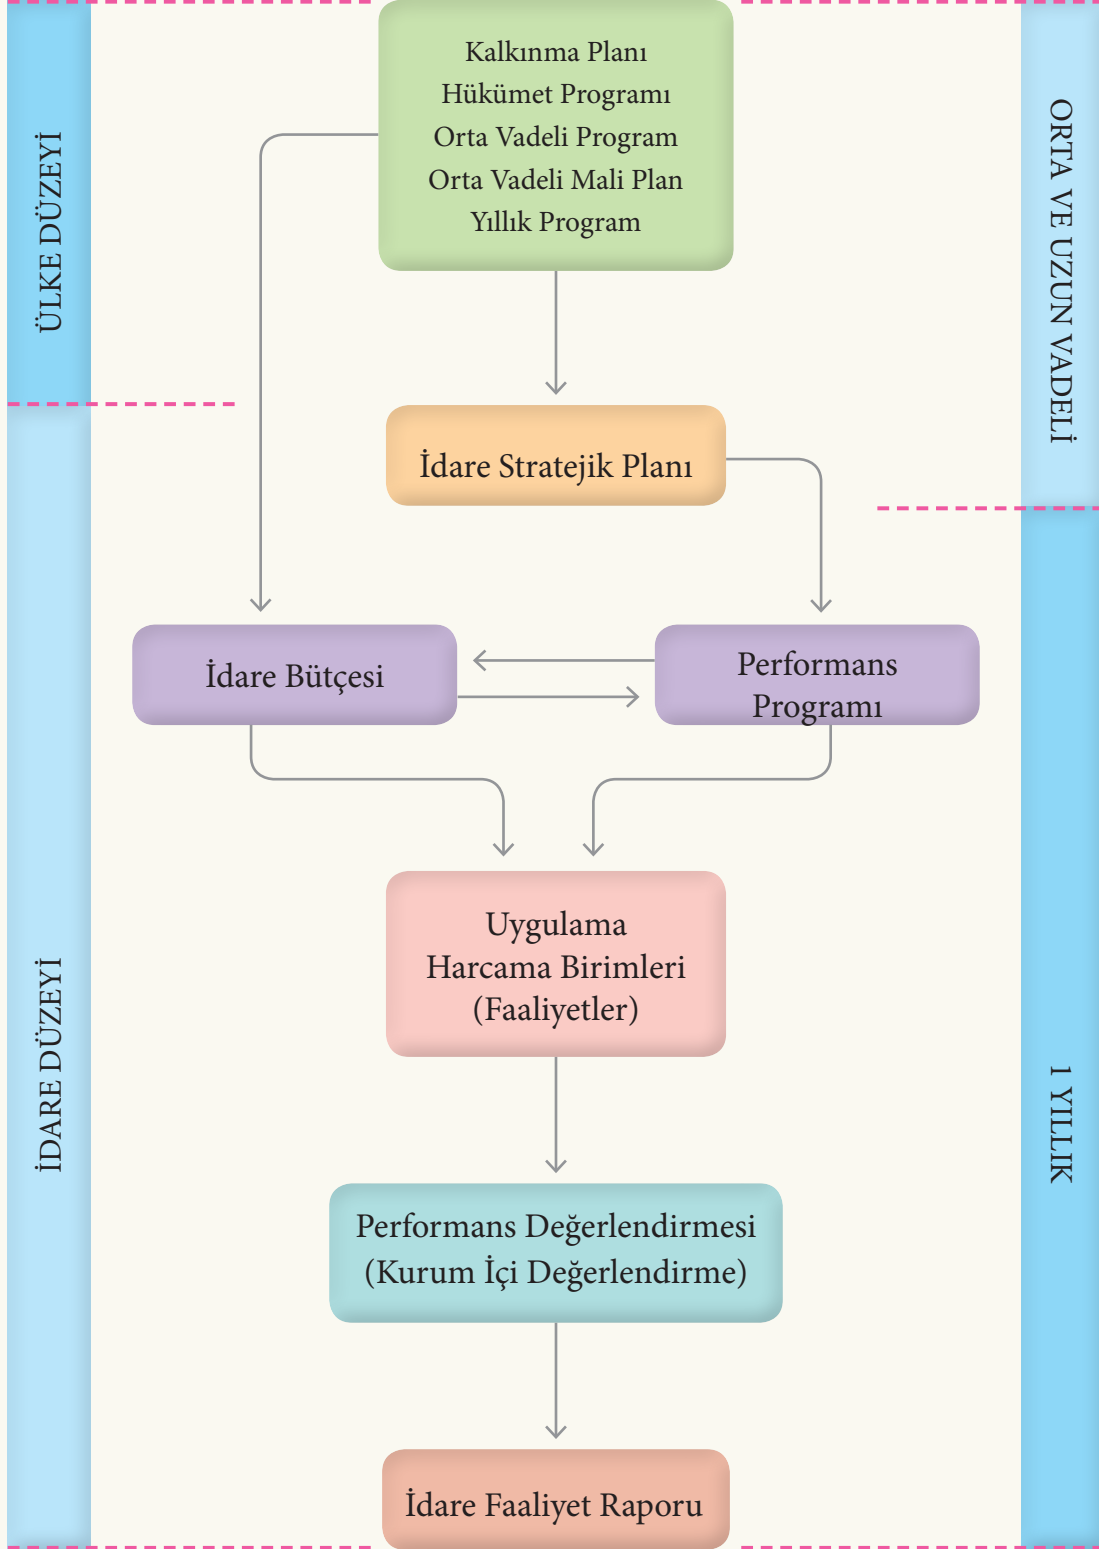 Kalkınma Planı
Hükümet Programı
Orta Vadeli Program
Orta Vadeli Mali Plan
Yıllık Program
ÜLKE DÜZEYİ
ORTA VE UZUN VADELİ
İdare Stratejik Planı
İdare Bütçesi
Performans
Programı
Uygulama
Harcama Birimleri
(Faaliyetler)
İDARE DÜZEYİ
1 YILLIK
Performans Değerlendirmesi
(Kurum İçi Değerlendirme)
İdare Faaliyet Raporu